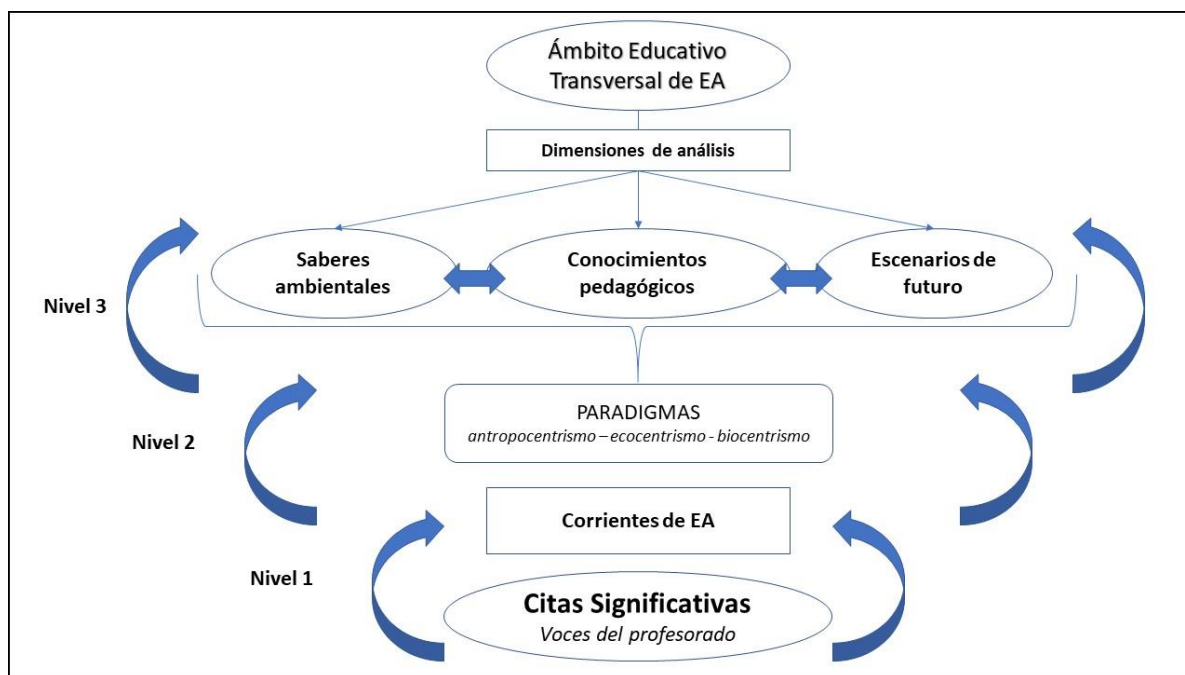 Ámbito Educativo
Transversal de EA
Dimensiones de análisis
Saberes
ambientales
Conocimientos
pedagógicos
Escenarios de
futuro
Nivel 3
PARADIGMAS
antropocentrismo – ecocentrismo - biocentrismo
Nivel 2
Corrientes de EA
Nivel 1
Citas Significativas
Voces del profesorado